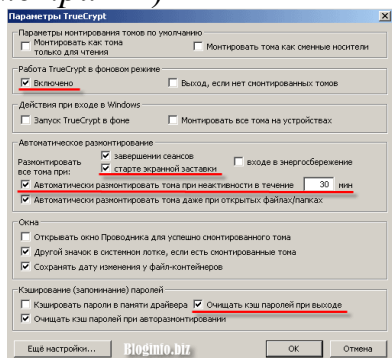 Параметры TrueCrypt
Параметры монтирования томов по умолчанию
Монтировать как тома
только для чтения
Монтировать тома как сменные носители
Работа TrueCrypt в фоновом режиме
Включено
Выход, если нет смонтированных томов
Действия при входе в Windows
Запуск TrueCrypt в фоне
Монтировать все тома на устройствах
Автоматическое размонтирование
Размонтировать
все тома при:
завершении сеансов
входе в энергосбережение
старте экранной заставки
Автоматически размонтировать тома при неактивности в течение 30 мин
Автоматически размонтировать тома даже при открытых файлах/папках
Окна
Открывать окно Проводника для успешно смонтированного тома
Другой значок в системном лотке, если есть смонтированные тома
Сохранять дату изменения у файл-контейнеров
Кэширование (запоминание) паролей
Кэшировать пароли в памяти драйвера
Очищать кэш паролей при выходе
Очищать кэш паролей при авторазмонтировании
Ещё настройки...
Bloginfo.biz
OK
Отмена